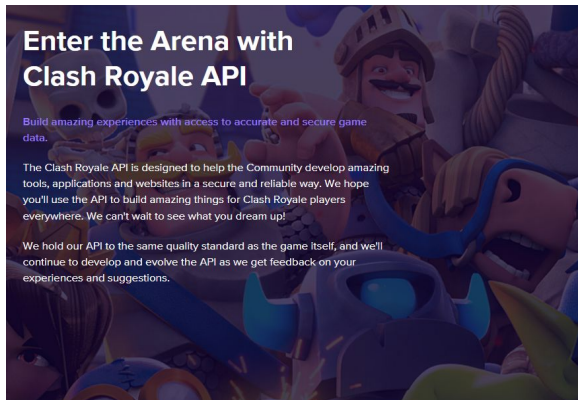 Enter the Arena with
Clash Royale API
Build amazing experiences with access to accurate and secure game
data.
The Clash Royale API is designed to help the Community develop amazing
tools, applications and websites in a secure and reliable way. We hope
you'll use the API to build amazing things for Clash Royale players
everywhere. We can't wait to see what you dream up!
We hold our API to the same quality standard as the game itself, and we'll
continue to develop and evolve the API as we get feedback on your
experiences and suggestions.